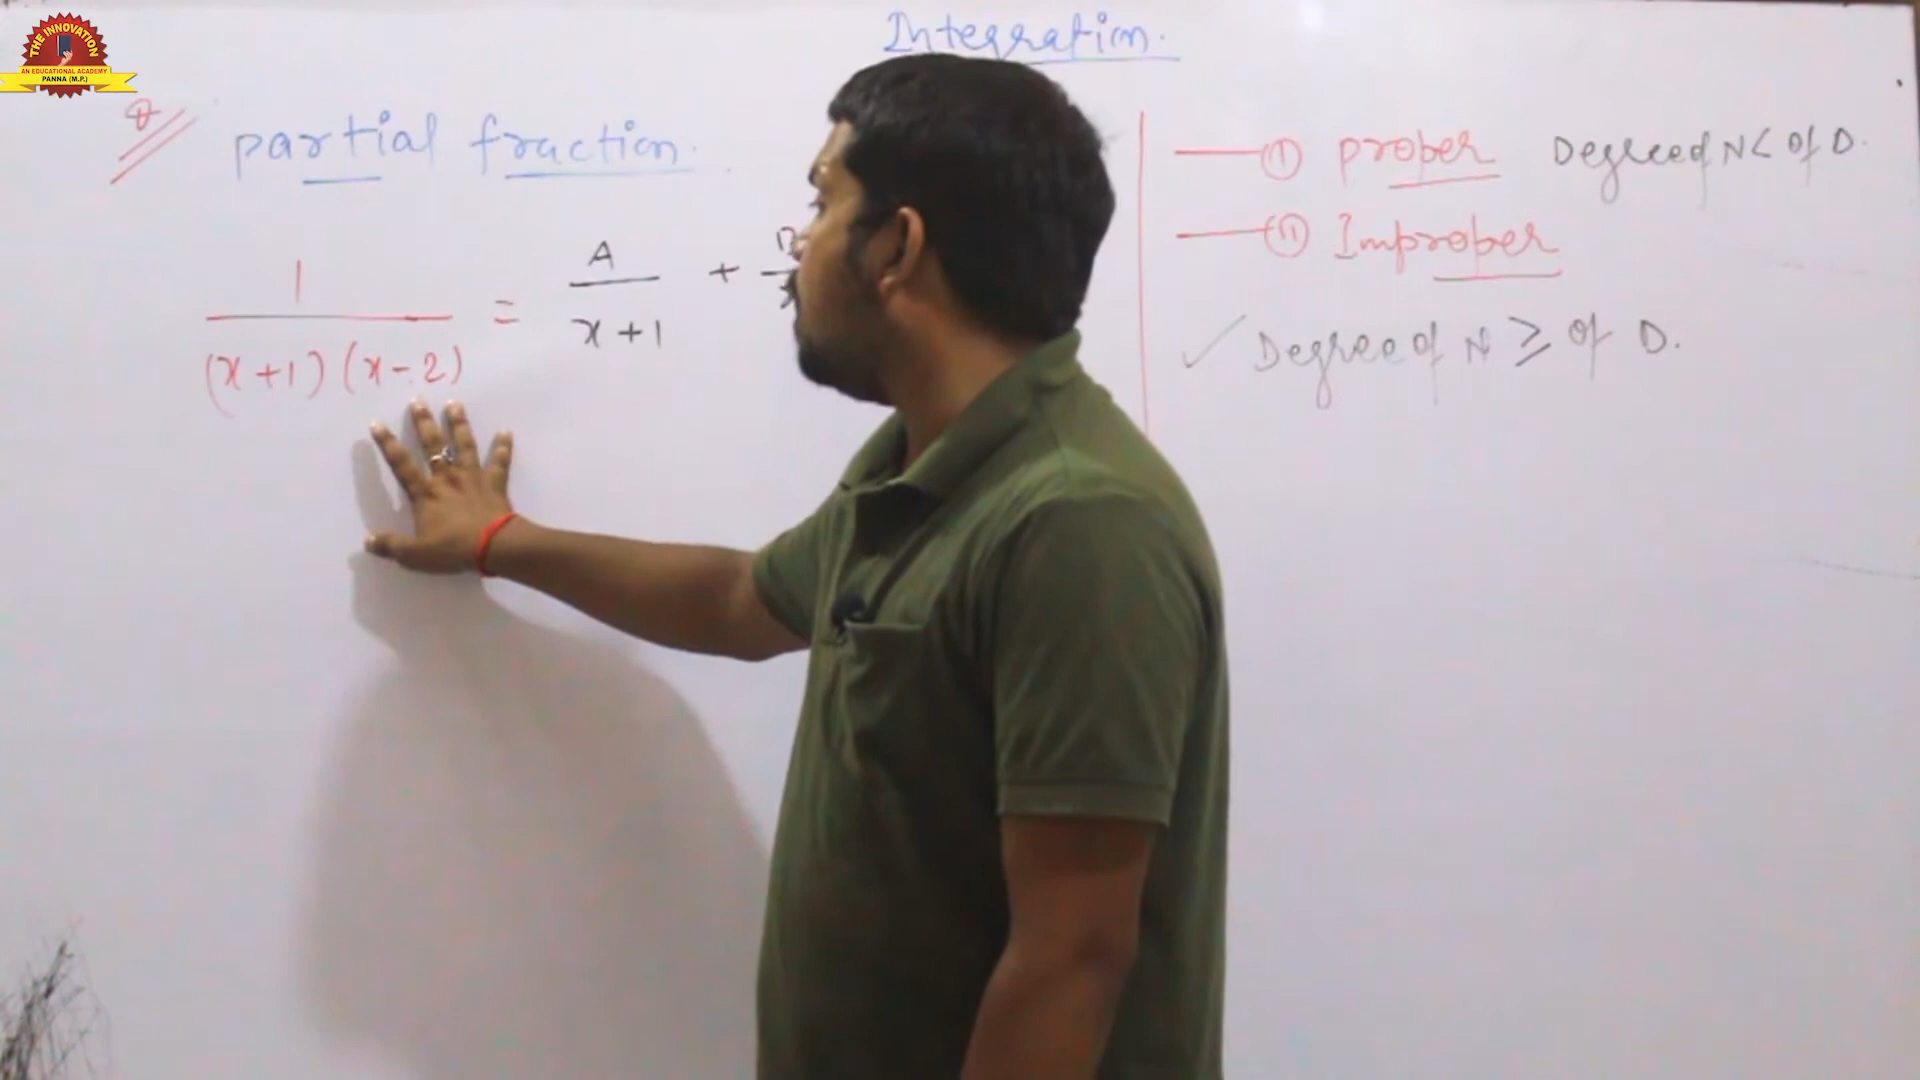 THE INNOVATION
AN EDUCATIONAL ACADEMY
PANNA (M.P.)
Integration.
Partial fraction.
1 / (x+1)(x-2) = A / x+1 +
① Proper Degree of N < of D.
② Improper
✓ Degree of N ≥ of D.